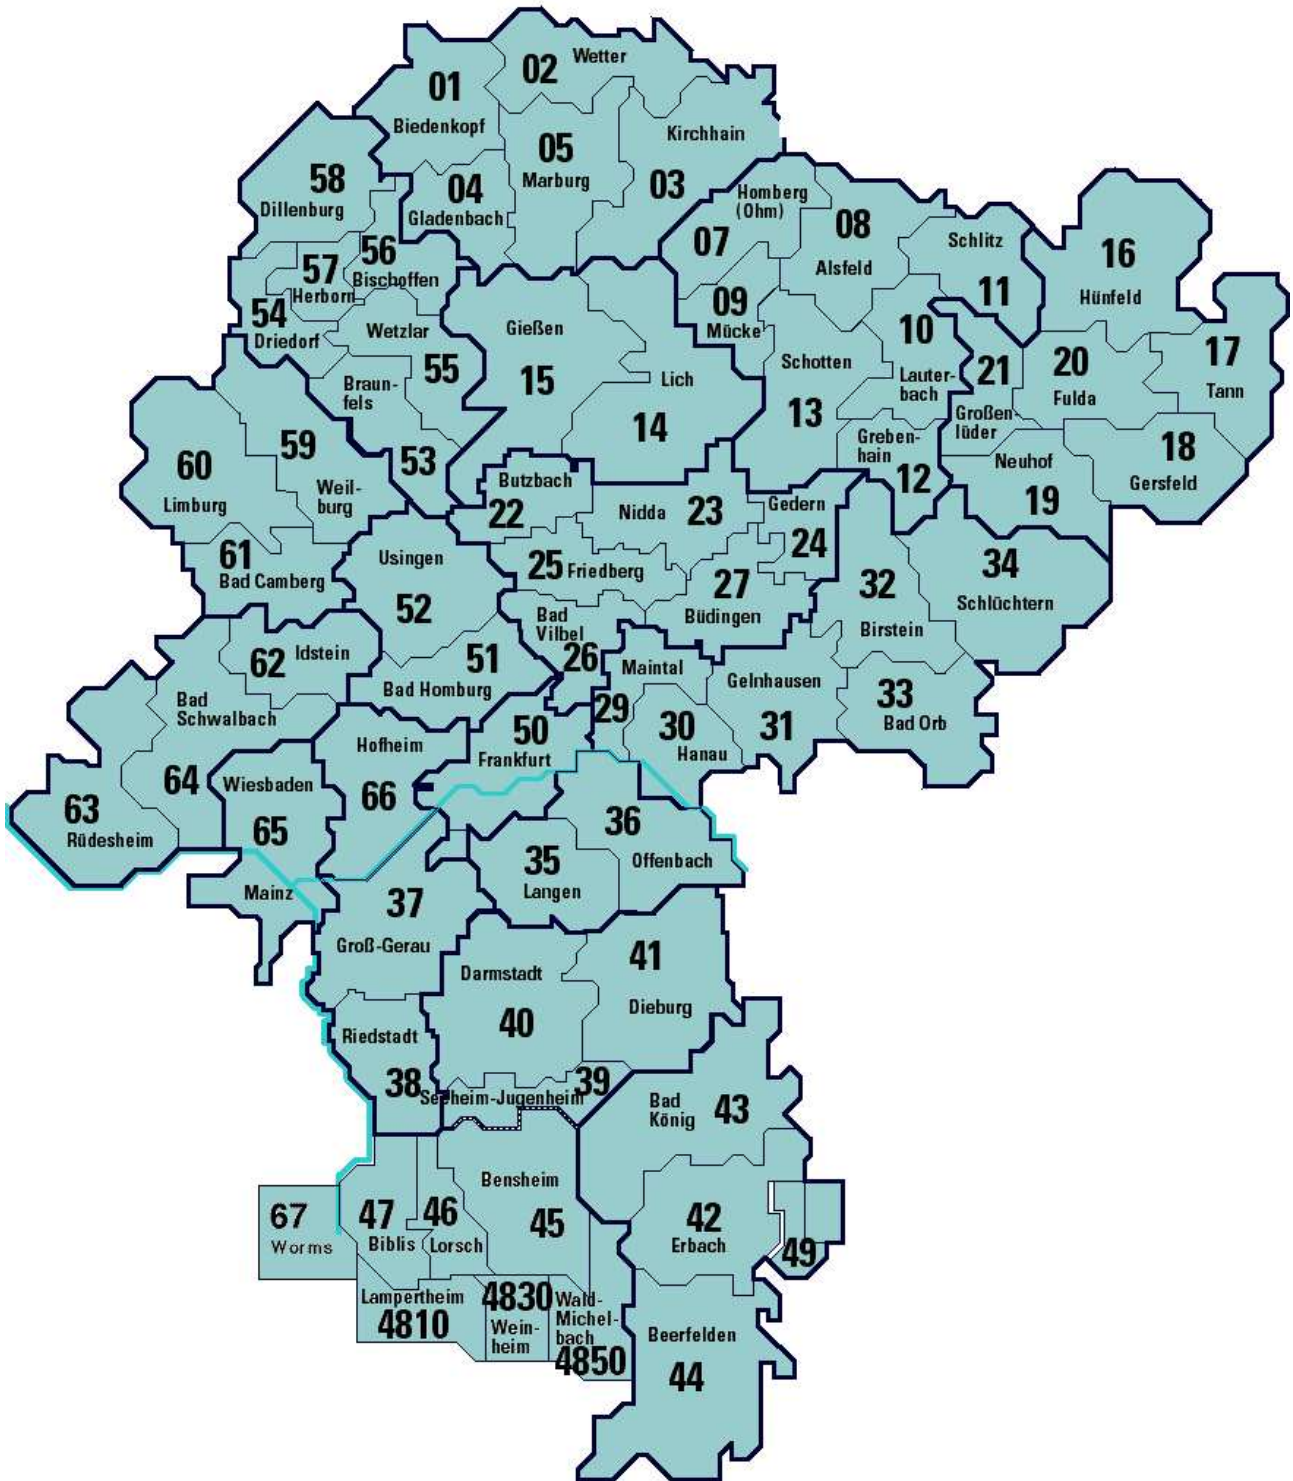 02
Wetter
01
Biedenkopf
Kirchhain
05
Marburg
03
58
Dillenburg
04
Gladenbach
Homberg
(Ohm)
07
08
Alsfeld
Schlitz
11
16
Hünfeld
56
Bischoffen
57
Herborn
54
Driedorf
Wetzlar
55
Braun-
fels
53
Gießen
15
Lich
14
09
Mücke
Schotten
13
10
Lauter-
bach
21
Großen-
lüder
20
Fulda
17
Tann
Greben-
hain
12
Neuhof
19
18
Gersfeld
59
Weil-
burg
60
Limburg
61
Bad Camberg
Butzbach
22
Nidda
23
Gedern
24
Usingen
52
25
Friedberg
27
Büdingen
32
Birstein
34
Schlüchtern
Bad
Vilbel
26
62
Idstein
51
Bad Homburg
Maintal
29
Gelnhausen
31
33
Bad Orb
Bad
Schwalbach
64
Hofheim
66
50
Frankfurt
30
Hanau
63
Rüdesheim
Wiesbaden
65
36
Offenbach
35
Langen
Mainz
37
Groß-Gerau
Darmstadt
40
41
Dieburg
Riedstadt
38
39
Seeheim-Jugenheim
Bad
König
43
Bensheim
45
67
Worms
47
Biblis
46
Lorsch
42
Erbach
49
Lampertheim
4810
4830
Wein-
heim
Wald-
Michel-
bach
4850
Beerfelden
44